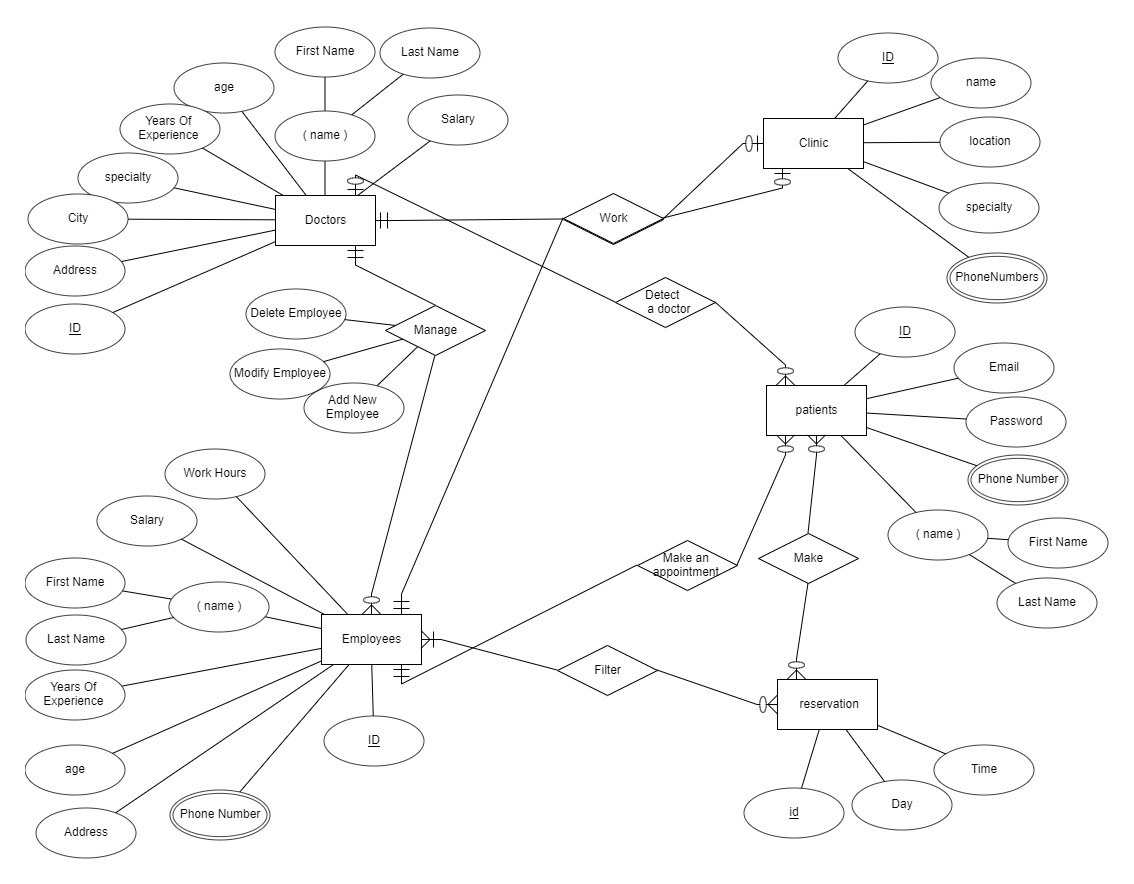 First Name
Last Name
ID
age
name
Years Of
Experience
( name )
Salary
Clinic
location
specialty
specialty
City
Doctors
Work
Address
PhoneNumbers
Detect
a doctor
ID
Delete Employee
Manage
ID
Modify Employee
Email
Add New
Employee
patients
Password
Work Hours
Phone Number
Salary
( name )
First Name
Make an
appointment
Make
First Name
( name )
Last Name
Last Name
Employees
Filter
Years Of
Experience
reservation
ID
age
Time
Address
Phone Number
id
Day